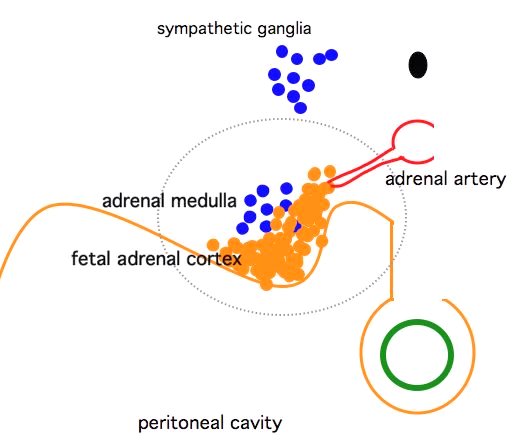 sympathetic ganglia
adrenal artery
adrenal medulla
fetal adrenal cortex
peritoneal cavity